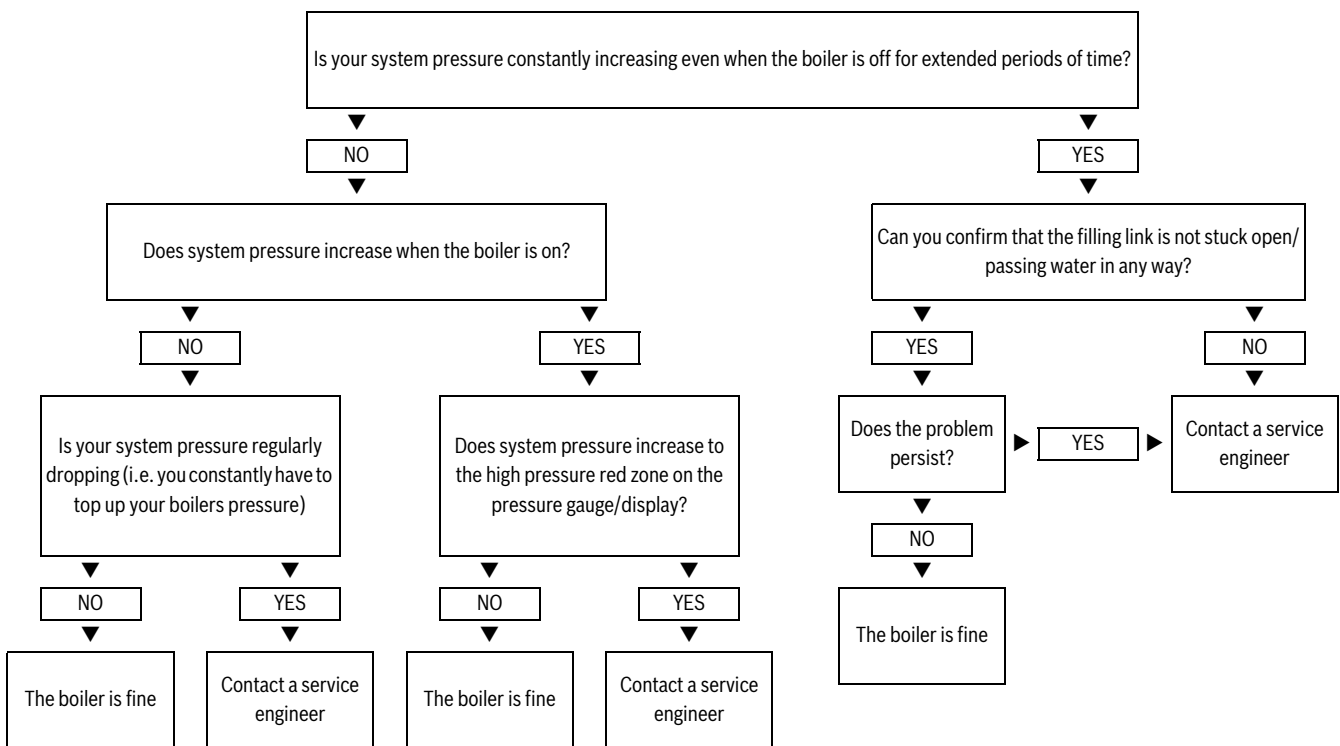 Is your system pressure constantly increasing even when the boiler is off for extended periods of time?
NO
YES
Does system pressure increase when the boiler is on?
Can you confirm that the filling link is not stuck open/
passing water in any way?
NO
YES
YES
NO
Is your system pressure regularly
dropping (i.e. you constantly have to
top up your boilers pressure)
Does system pressure increase to
the high pressure red zone on the
pressure gauge/display?
Does the problem
persist?
YES
Contact a service
engineer
NO
NO
YES
NO
YES
The boiler is fine
The boiler is fine
Contact a service
engineer
The boiler is fine
Contact a service
engineer